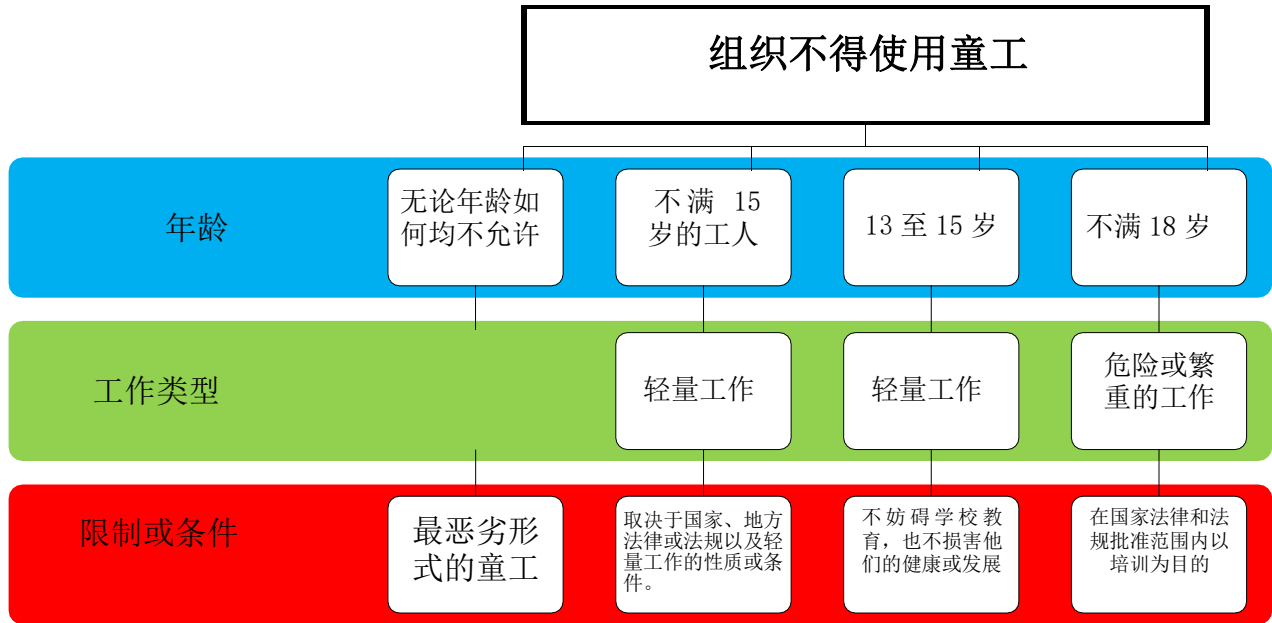 组织不得使用童工
年龄
无论年龄如
何均不允许
不满 15
岁的工人
13 至 15 岁
不满 18 岁
工作类型
轻量工作
轻量工作
危险或繁
重的工作
限制或条件
最恶劣形
式的童工
取决于国家、地方
法律或法规以及轻
量工作的性质或条
件。
不妨碍学校教
育，也不损害他
们的健康或发展
在国家法律和法
规批准范围内以
培训为目的